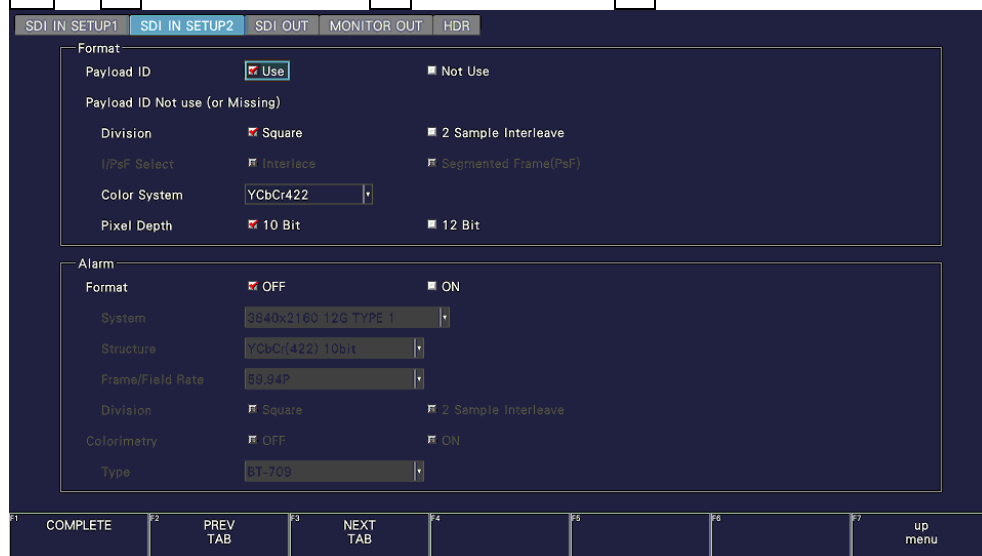 SDI IN SETUP1 SDI IN SETUP2 SDI OUT MONITOR OUT HDR
Format
Payload ID Use Not Use
Payload ID Not use (or Missing)
Division Square 2 Sample Interleave
I/PsF Select Interlace Segmented Frame(PsF)
Color System YCbCr422
Pixel Depth 10 Bit 12 Bit
Alarm
Format OFF ON
System 3840x2160 12G TYPE 1
Structure YCbCr(422) 10bit
Frame/Field Rate 59.94P
Division Square 2 Sample Interleave
Colorimetry OFF ON
Type BT-709
F1 COMPLETE F2 PREV TAB F3 NEXT TAB F4 F5 F6 F7 up menu